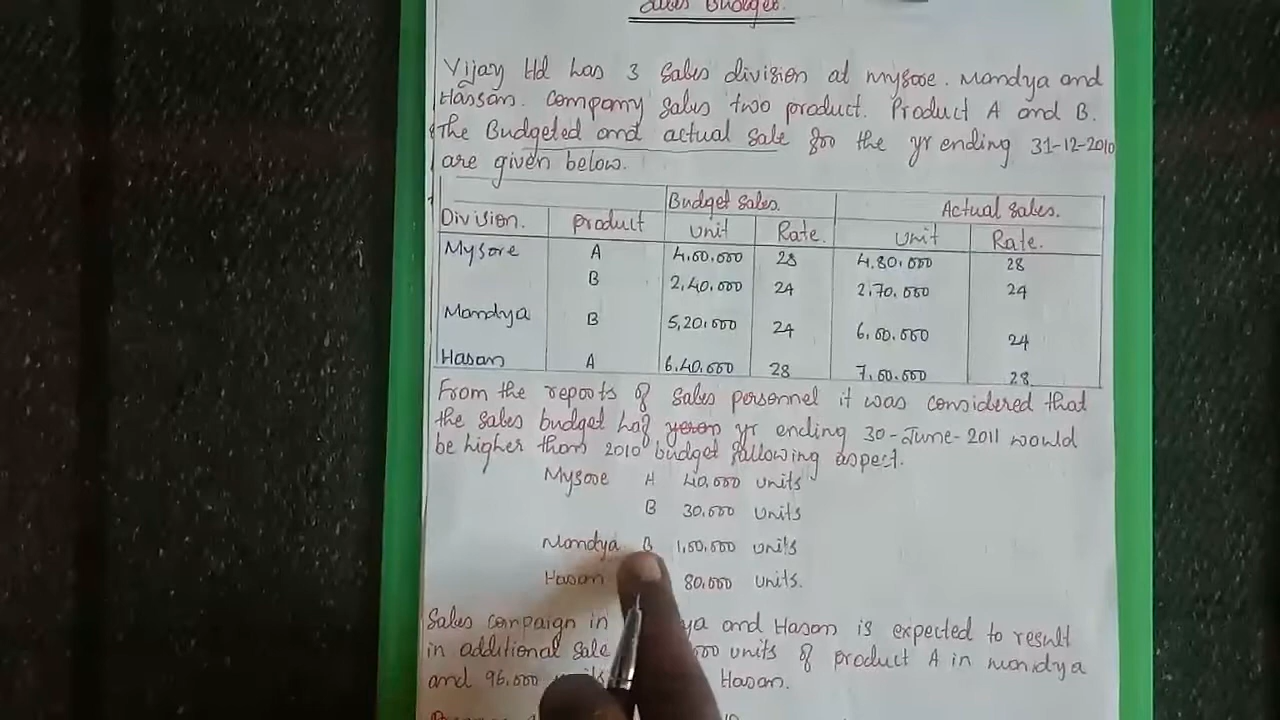 Sales Budget.
Vijay Hd has 3 Sales division at mysore. Mandya and
Hassan. Company sales two product. Product A and B.
The Budgeted and actual sale for the yr ending 31-12-2010
are given below.
Budget Sales. Actual Sales.
Division. Product Unit Rate. Unit Rate.
Mysore A 4,00,000 28 4,80,000 28
B 2,40,000 24 2,70,000 24
Mandya B 5,20,000 24 6,00,000 24
Hasan A 6,40,000 28 7,00,000 28
From the reports of Sales personnel it was considered that
the sales budget yr ending 30-June-2011 would
be higher than 2010 budget following aspect.
Mysore A 40,000 units
B 30,000 units
Mandya B 1,00,000 units
Hasan 80,000 units.
Sales campaign in and Hasan is expected to result
in additional sale units of product A in mandya
and 96,000 Hasan.